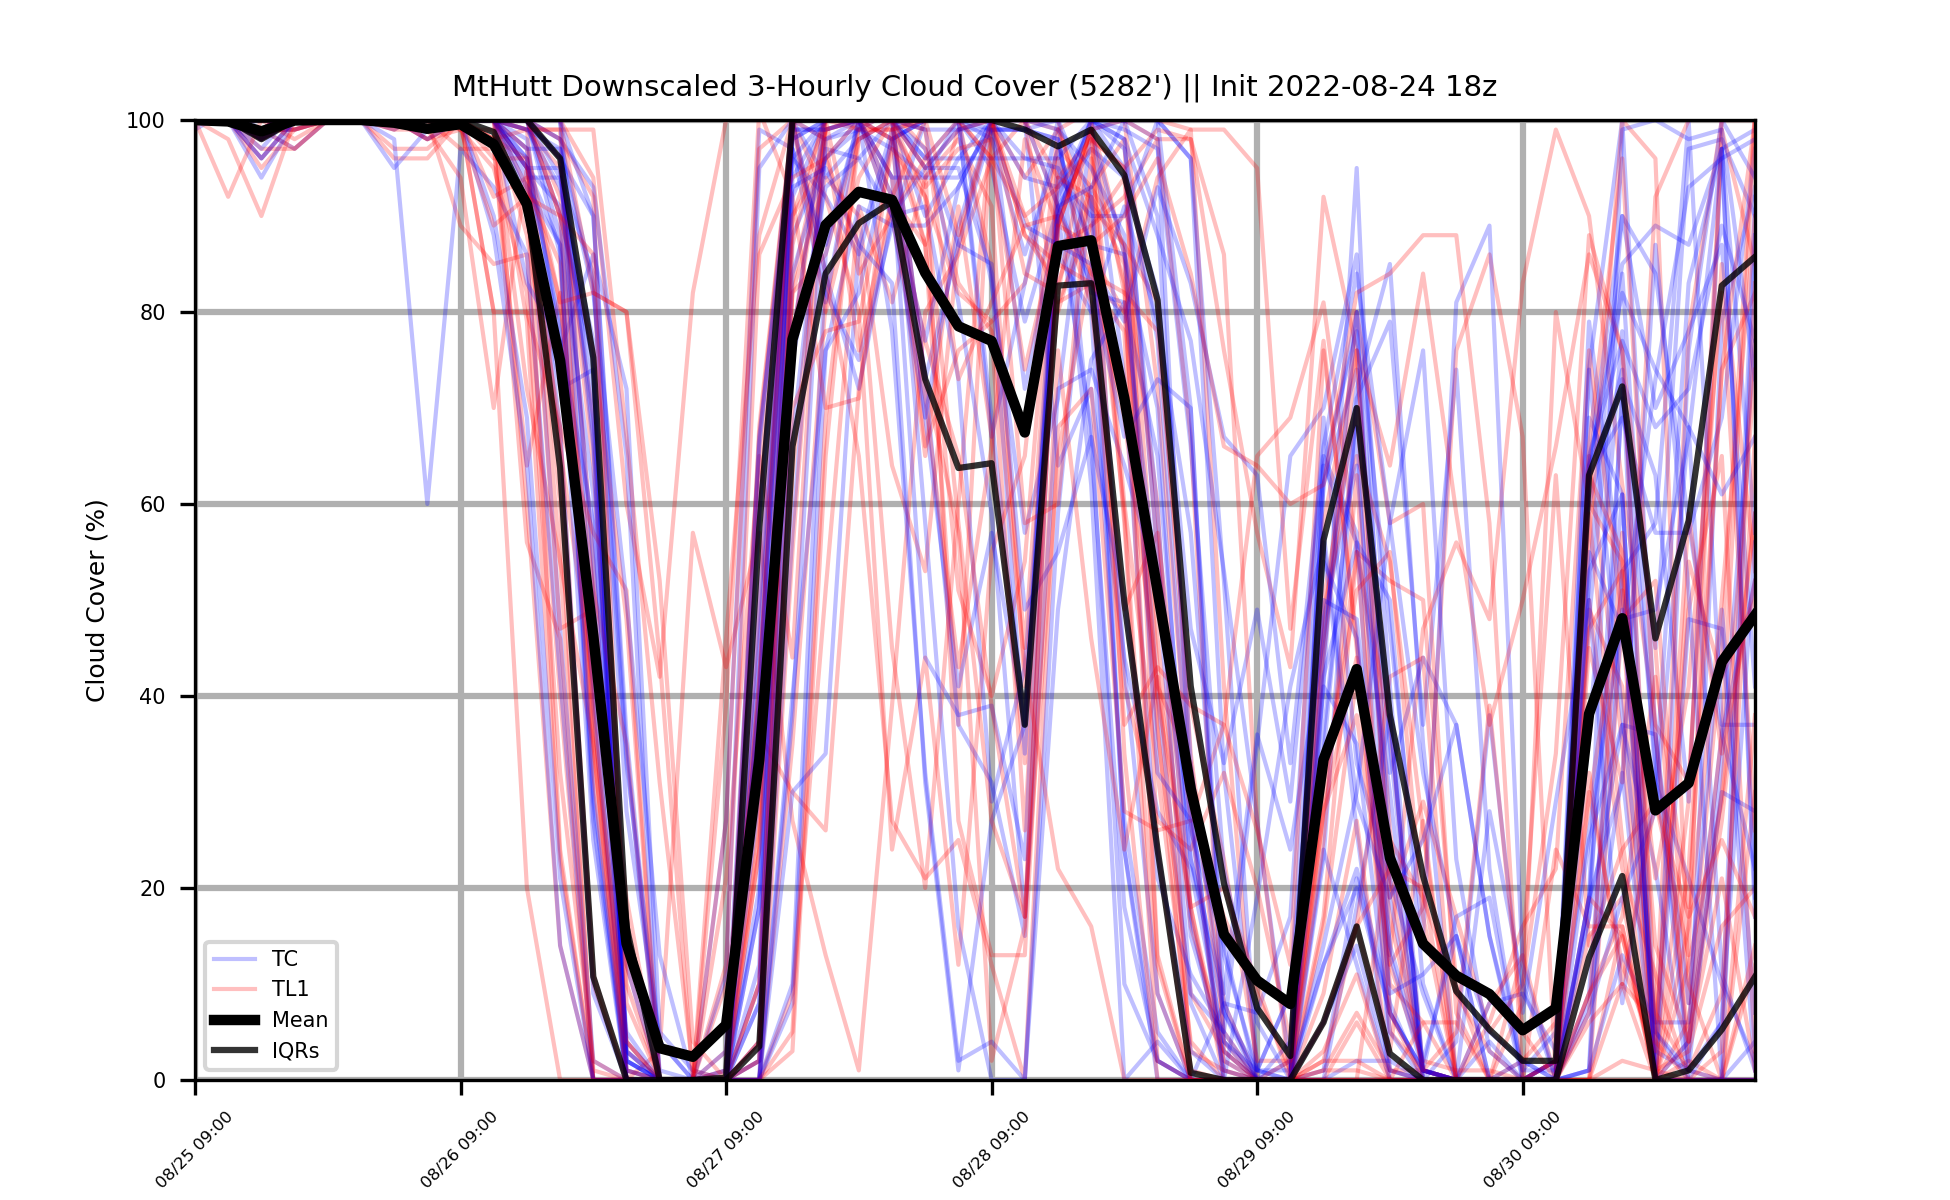 MtHutt Downscaled 3-Hourly Cloud Cover (5282') || Init 2022-08-24 18z
Cloud Cover (%)
100
80
60
40
20
0
TC
TL1
Mean
IQRs
08/25 09:00
08/26 09:00
08/27 09:00
08/28 09:00
08/29 09:00
08/30 09:00